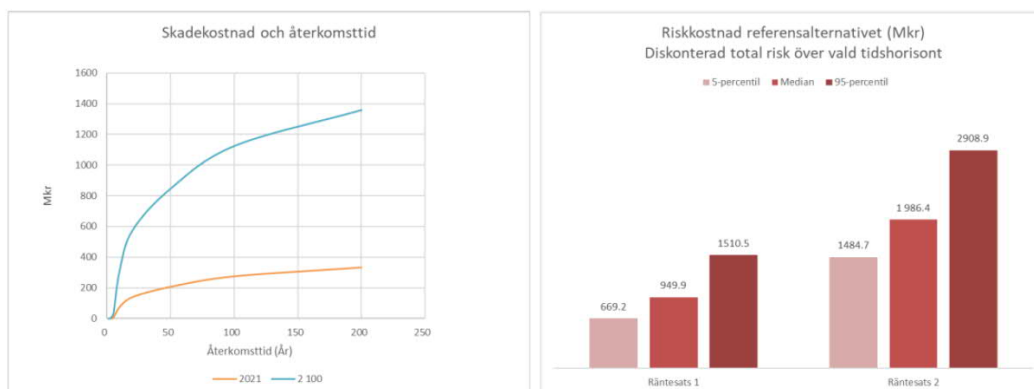 Skadekostnad och återkomsttid
1600
1400
1200
1000
800
600
400
200
0
Mkr
0
50
100
150
200
250
Återkomsttid (År)
2021
2 100
Riskkostnad referensalternativet (Mkr)
Diskonterad total risk över vald tidshorisont
5-percentil
Median
95-percentil
669.2
949.9
1510.5
1484.7
1 986.4
2908.9
Räntesats 1
Räntesats 2